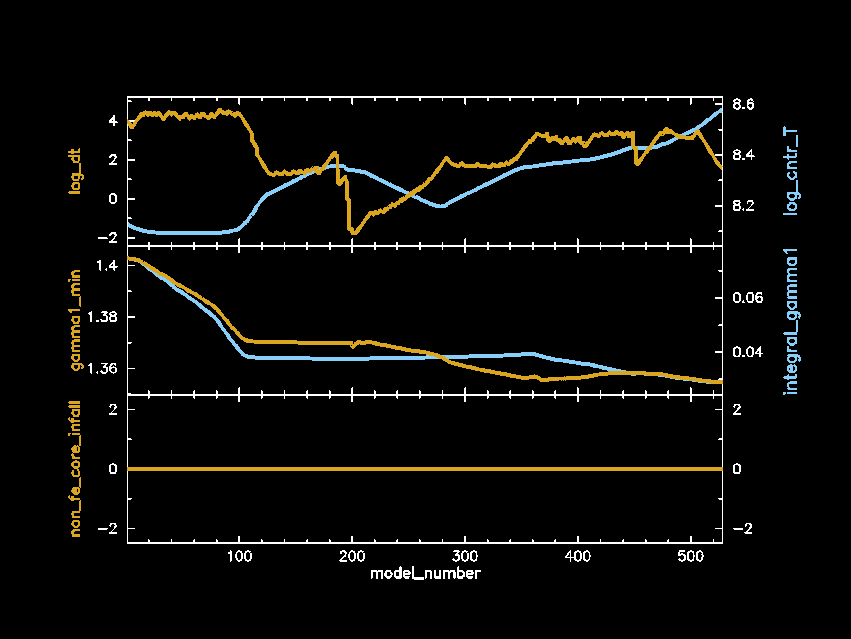 log_dt
4
2
0
−2
8.6
8.4
8.2
log_cntr_T
gamma1_min
1.4
1.38
1.36
0.06
0.04
integral_gamma1
non_fe_core_infall
2
0
−2
2
0
−2
100 200 300 400 500
model_number